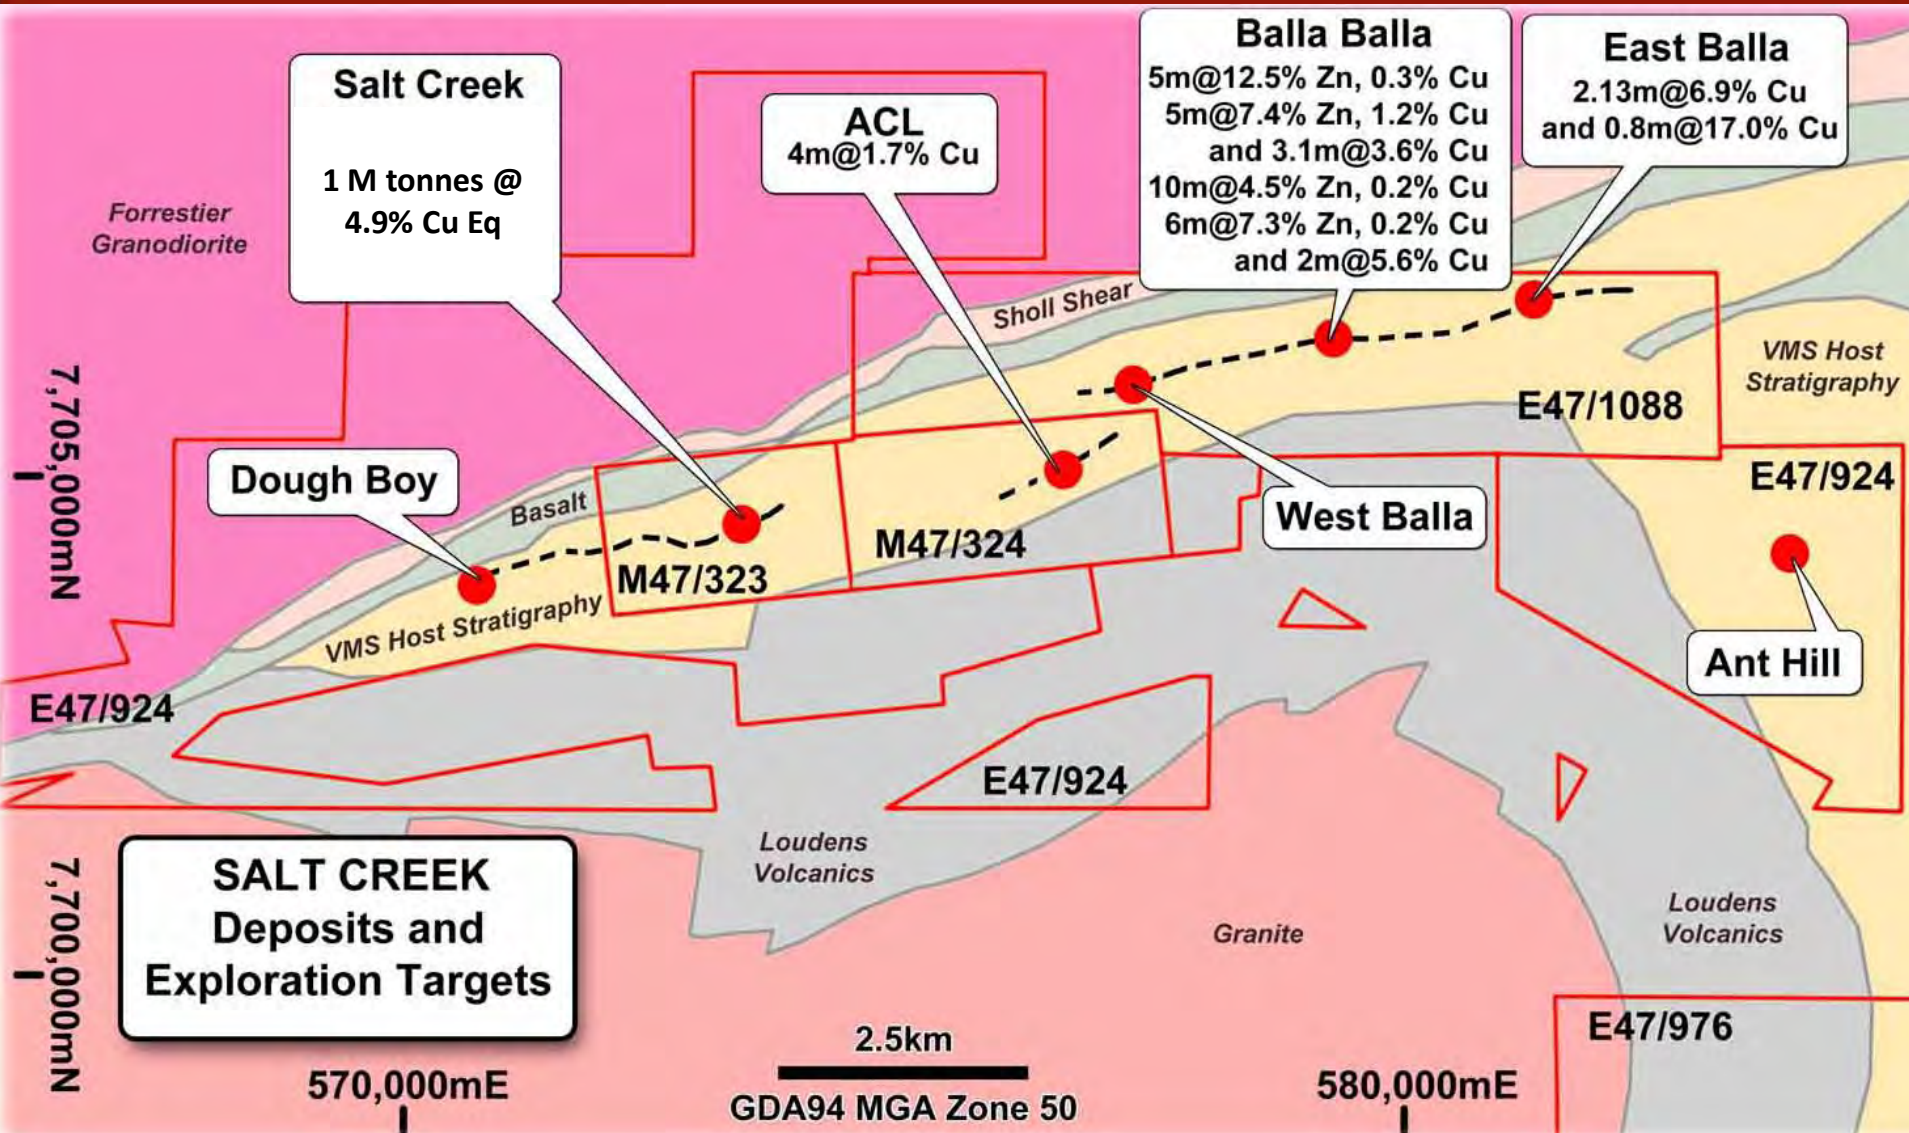 Salt Creek
1 M tonnes @
4.9% Cu Eq
ACL
4m@1.7% Cu
Balla Balla
5m@12.5% Zn, 0.3% Cu
5m@7.4% Zn, 1.2% Cu
and 3.1m@3.6% Cu
10m@4.5% Zn, 0.2% Cu
6m@7.3% Zn, 0.2% Cu
and 2m@5.6% Cu
East Balla
2.13m@6.9% Cu
and 0.8m@17.0% Cu
Forrestier
Granodiorite
Sholl Shear
VMS Host
Stratigraphy
E47/1088
7,705,000mN
Dough Boy
Basalt
E47/924
West Balla
M47/324
M47/323
VMS Host Stratigraphy
Ant Hill
E47/924
E47/924
Loudens
Volcanics
SALT CREEK
Deposits and
Exploration Targets
7,700,000mN
Granite
Loudens
Volcanics
E47/976
2.5km
570,000mE
580,000mE
GDA94 MGA Zone 50